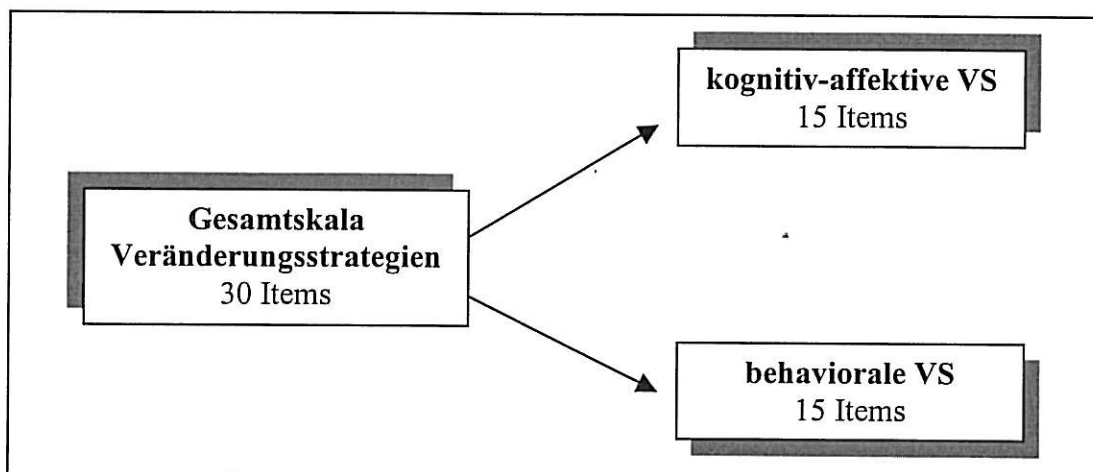 kognitiv-affektive VS
15 Items
Gesamtskala
Veränderungsstrategien
30 Items
behaviorale VS
15 Items